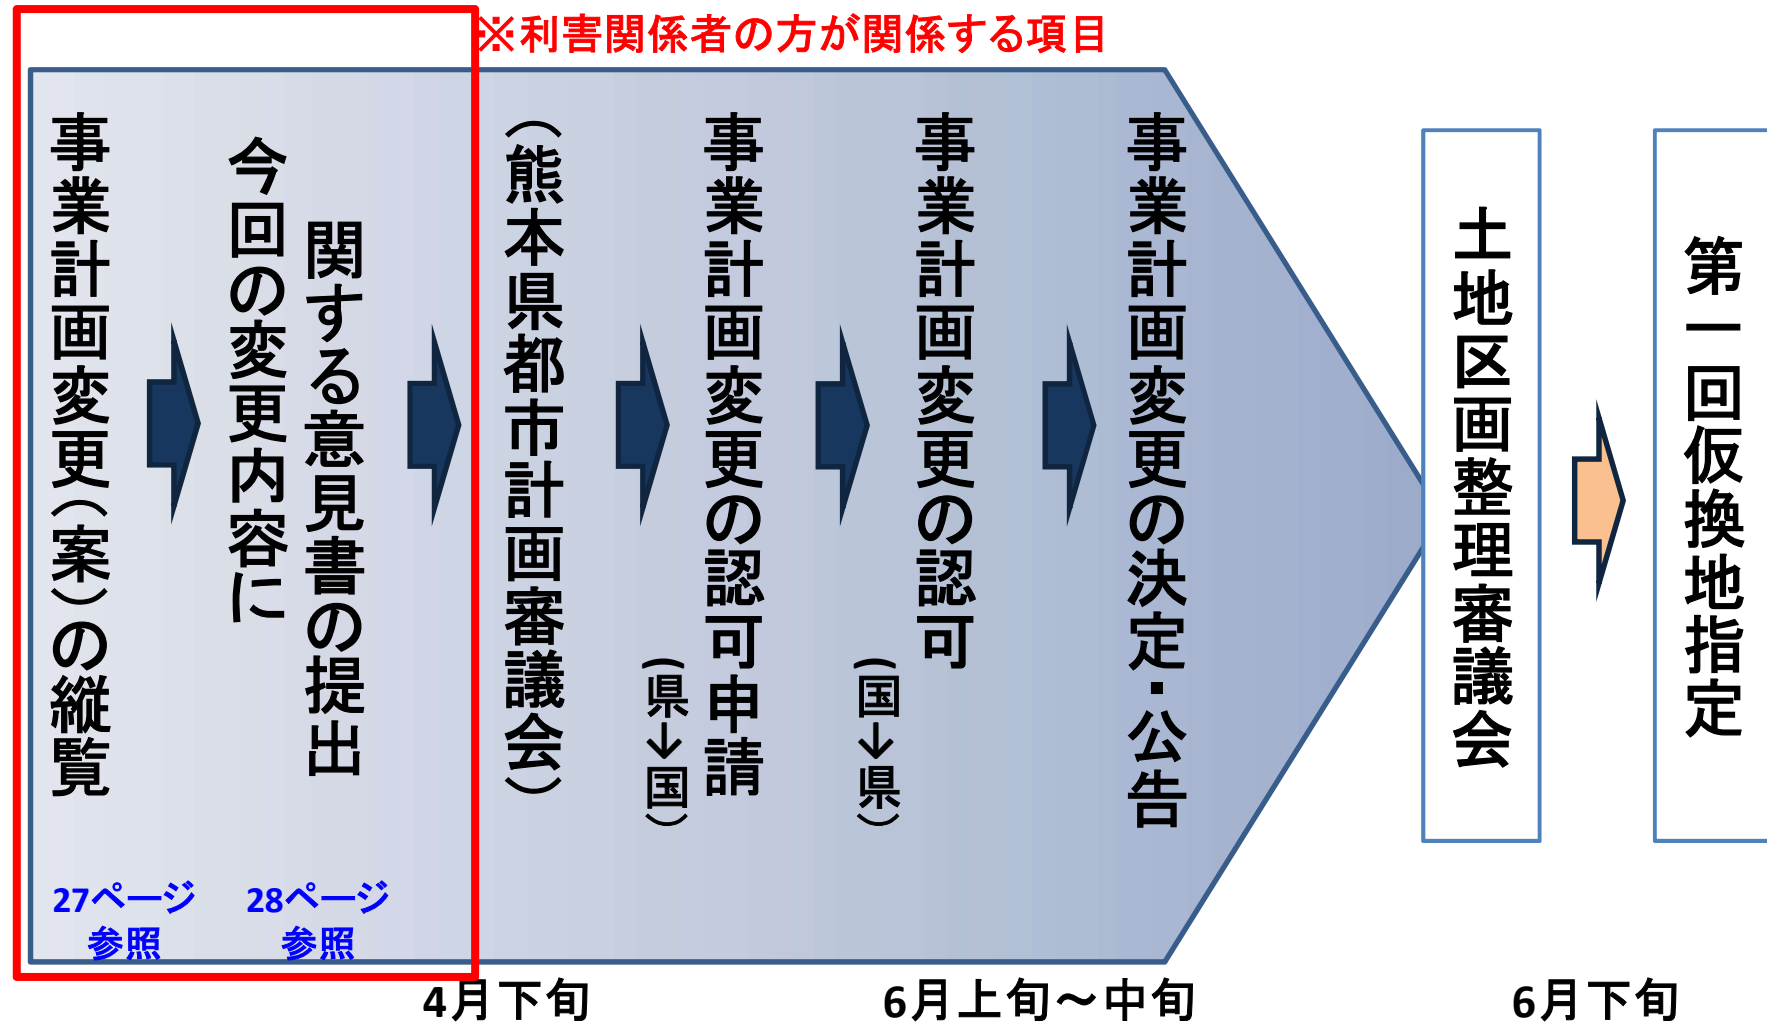 ※利害関係者の方が関係する項目
事業計画変更（案）の縦覧
今回の変更内容に
関する意見書の提出
（熊本県都市計画審議会）
事業計画変更の認可申請
（県→国）
事業計画変更の認可
（国→県）
事業計画変更の決定・公告
土地区画整理審議会
第一回仮換地指定
27ページ
参照
28ページ
参照
4月下旬
6月上旬～中旬
6月下旬